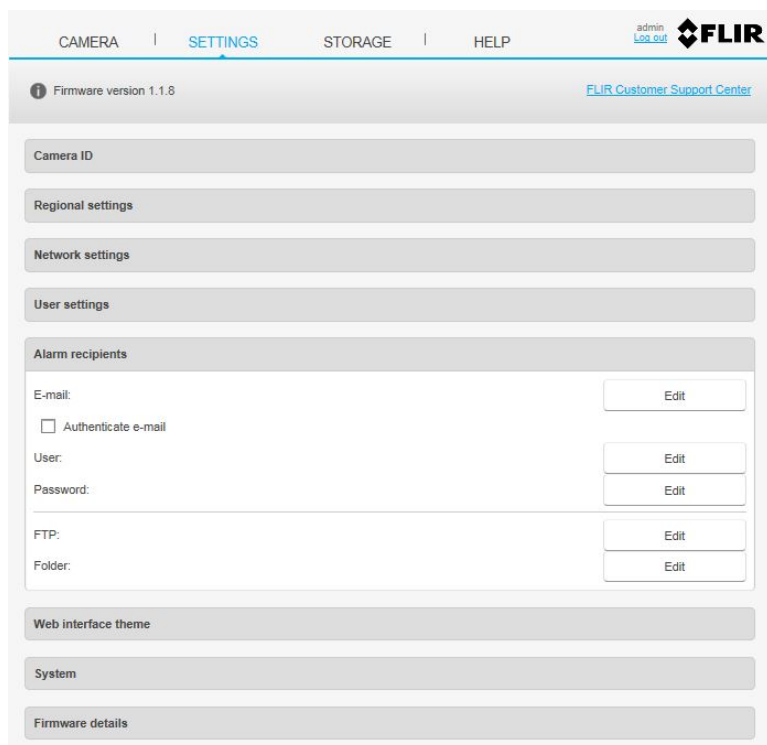 CAMERA | SETTINGS STORAGE | HELP admin
Log out FLIR
Firmware version 1.1.8 FLIR Customer Support Center
Camera ID
Regional settings
Network settings
User settings
Alarm recipients
E-mail: Edit
Authenticate e-mail
User: Edit
Password: Edit
FTP: Edit
Folder: Edit
Web interface theme
System
Firmware details